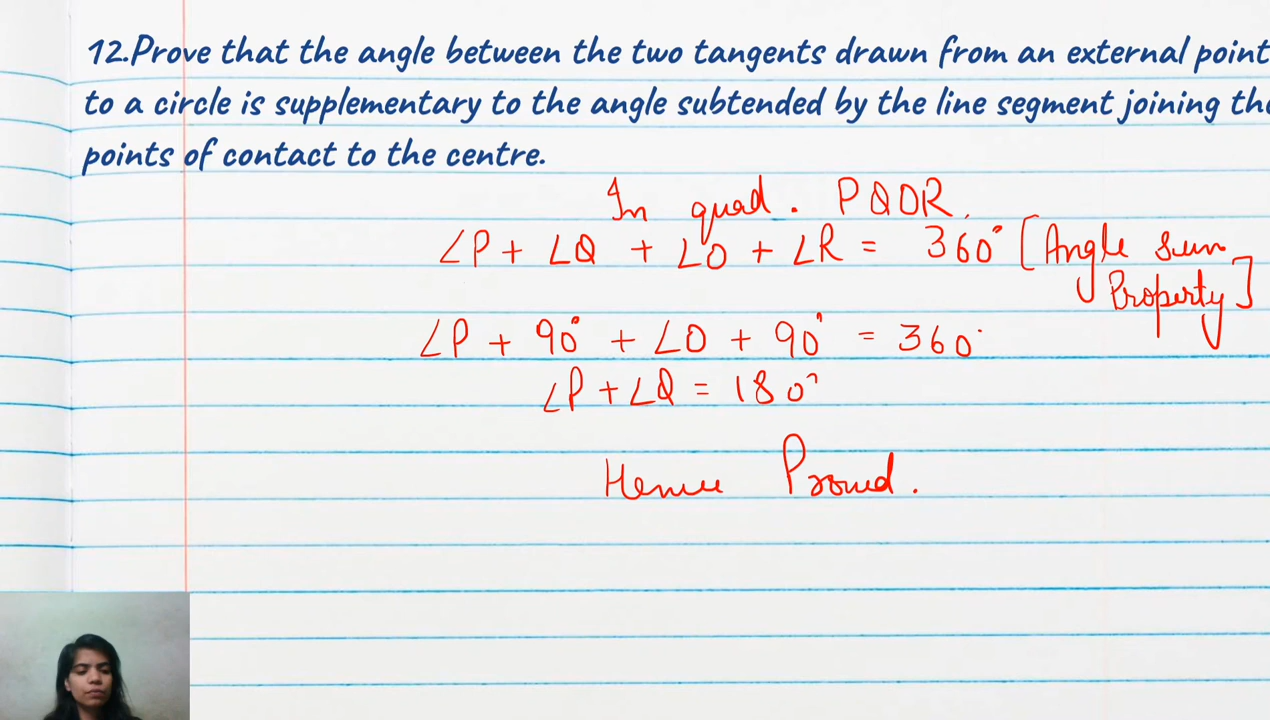 12.Prove that the angle between the two tangents drawn from an external point
to a circle is supplementary to the angle subtended by the line segment joining the
points of contact to the centre.
In quad. PQOR.
∠P + ∠Q + ∠O + ∠R = 360° [Angle Sum
Property]
∠P + 90° + ∠O + 90° = 360°
∠P + ∠Q = 180°
Hence Proved.